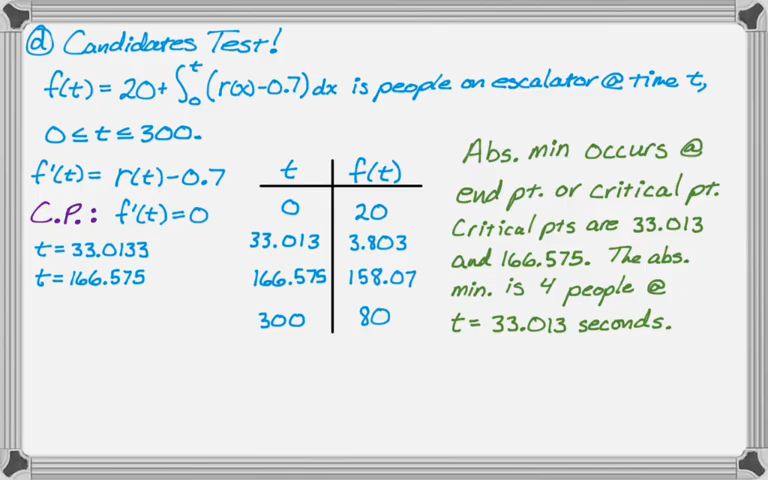 ⓓ Candidates Test!
f(t) = 20 + ∫₀ᵗ (r(x) - 0.7) dx is people on escalator @ time t,
0 ≤ t ≤ 300.
f'(t) = r(t) - 0.7
C.P.: f'(t) = 0
t = 33.0133
t = 166.575
t f(t)
0 20
33.013 3.803
166.575 158.07
300 80
Abs. min occurs @
end pt. or critical pt.
Critical pts are 33.013
and 166.575. The abs.
min. is 4 people @
t = 33.013 seconds.